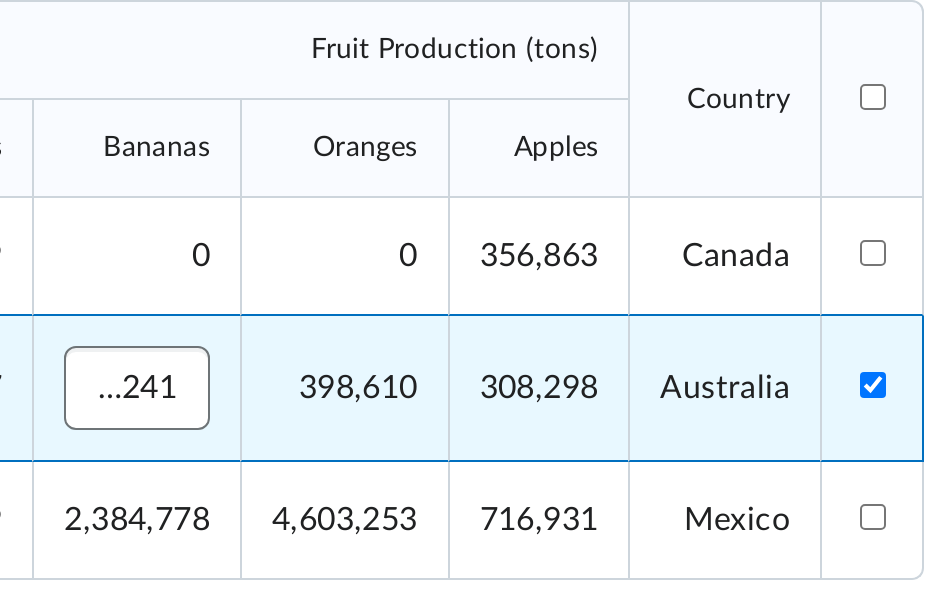 Fruit Production (tons)
Country
Bananas Oranges Apples
0 0 356,863 Canada
...241 398,610 308,298 Australia
2,384,778 4,603,253 716,931 Mexico